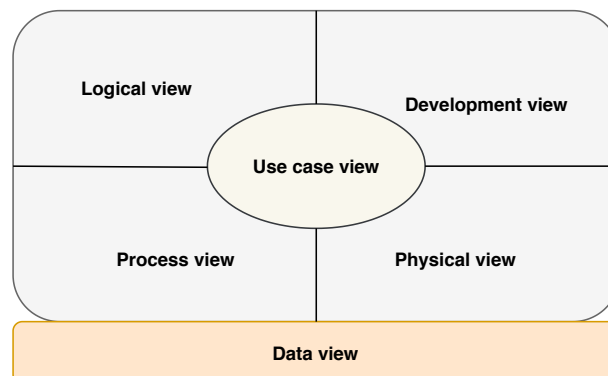 Logical view
Development view
Use case view
Process view
Physical view
Data view